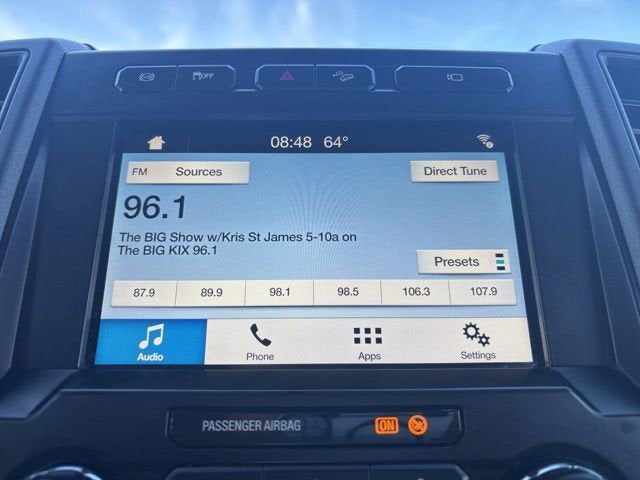 OFF
08:48 64°
FM Sources
Direct Tune
96.1
The BIG Show w/Kris St James 5-10a on
The BIG KIX 96.1
Presets
87.9 89.9 98.1 98.5 106.3 107.9
Audio Phone Apps Settings
PASSENGER AIRBAG ON